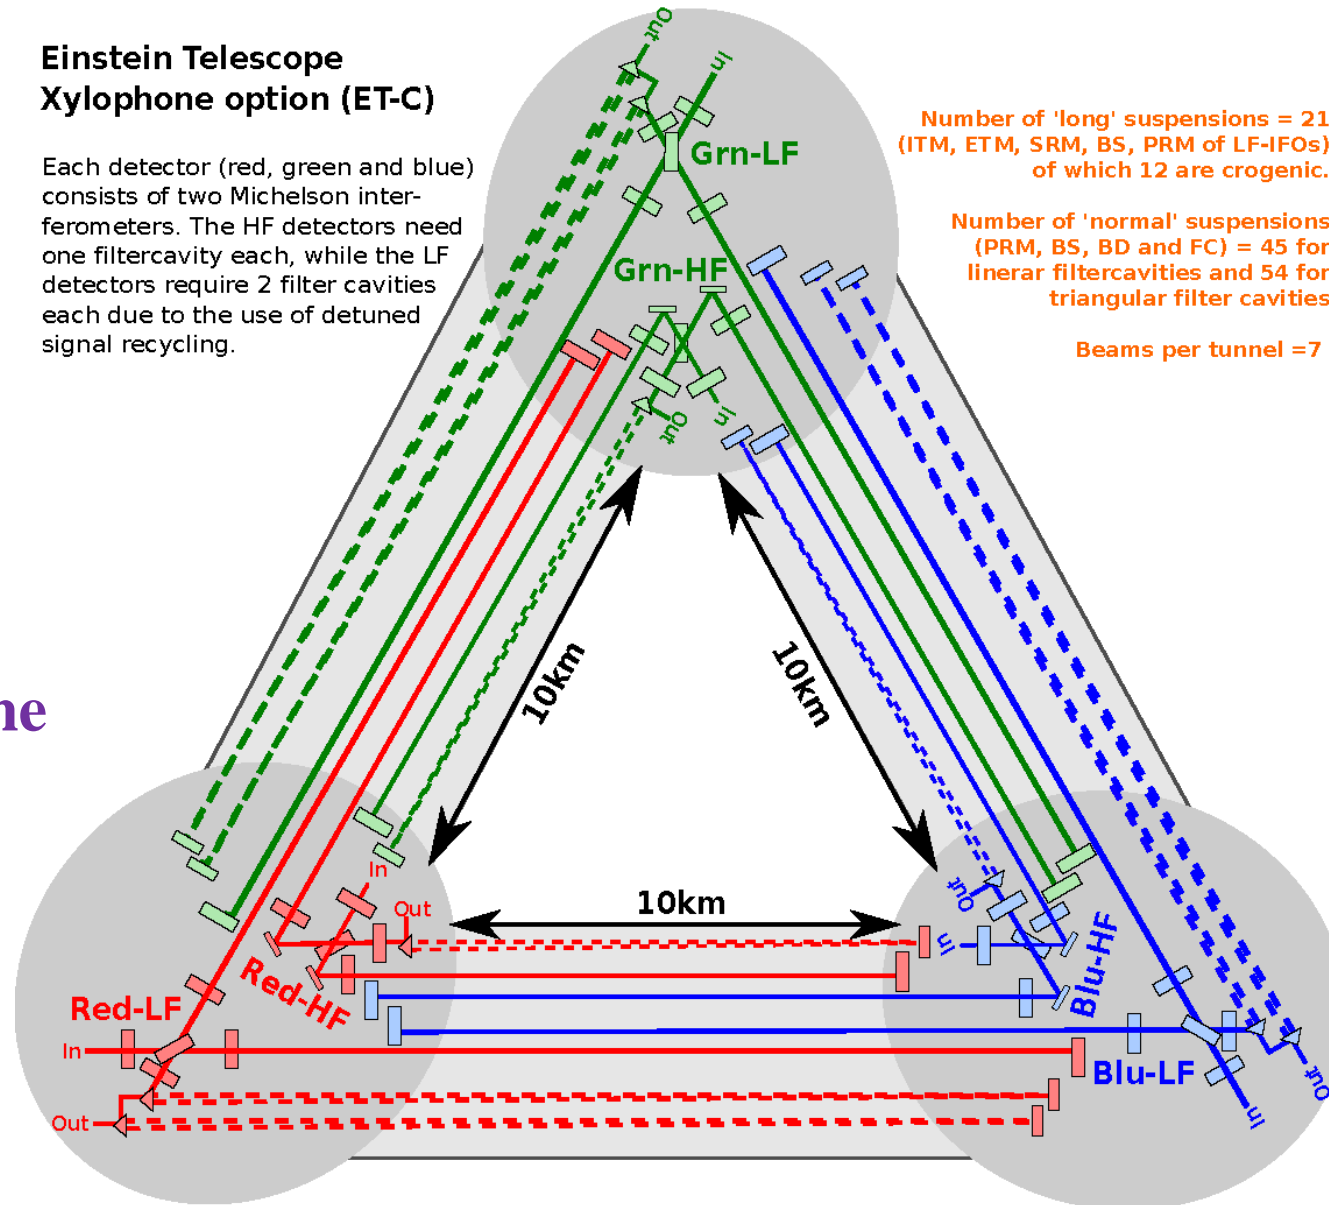 Einstein Telescope
Xylophone option (ET-C)
Each detector (red, green and blue)
consists of two Michelson inter-
ferometers. The HF detectors need
one filtercavity each, while the LF
detectors require 2 filter cavities
each due to the use of detuned
signal recycling.
Number of 'long' suspensions = 21
(ITM, ETM, SRM, BS, PRM of LF-IFOs)
of which 12 are crogenic.
Number of 'normal' suspensions
(PRM, BS, BD and FC) = 45 for
linerar filtercavities and 54 for
triangular filter cavities
Beams per tunnel =7
Out
In
Grn-LF
Grn-HF
Out
In
10km
10km
ne
In
Out
10km
Out
In
Red-HF
Blu-HF
Red-LF
In
Out
Blu-LF
Out
In